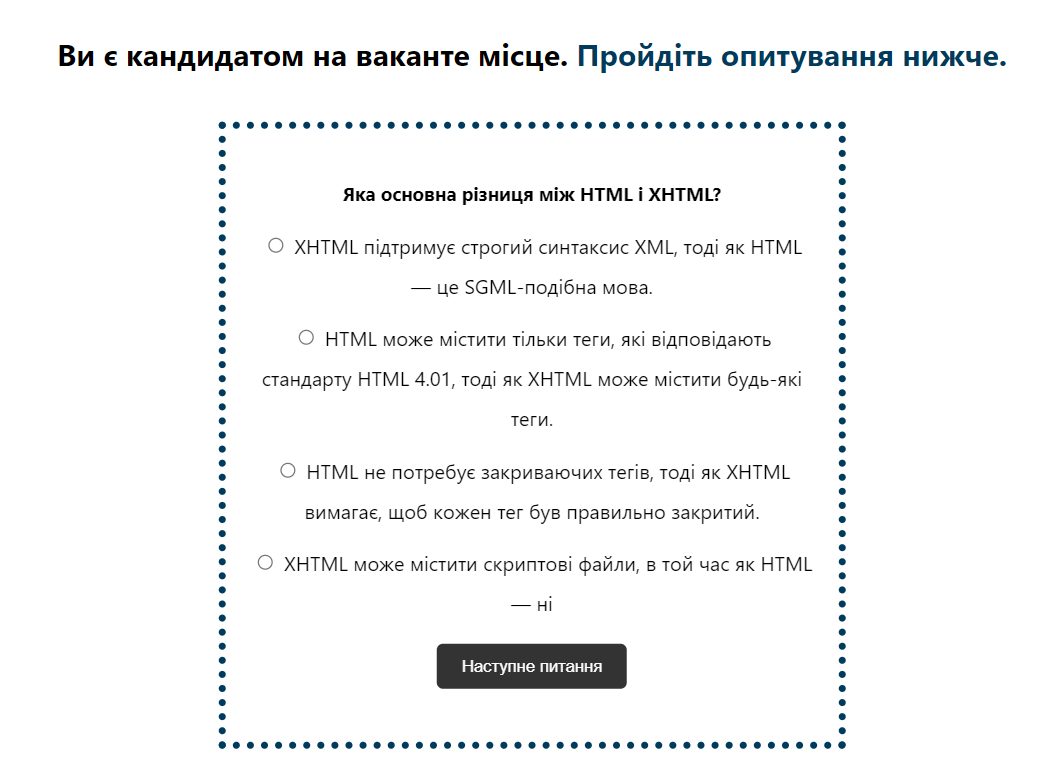 Ви є кандидатом на ваканте місце. Пройдіть опитування нижче.
Яка основна різниця між HTML і XHTML?
XHTML підтримує строгий синтаксис XML, тоді як HTML
— це SGML-подібна мова.
HTML може містити тільки теги, які відповідають
стандарту HTML 4.01, тоді як XHTML може містити будь-які
теги.
HTML не потребує закриваючих тегів, тоді як XHTML
вимагає, щоб кожен тег був правильно закритий.
XHTML може містити скриптові файли, в той час як HTML
— ні
Наступне питання